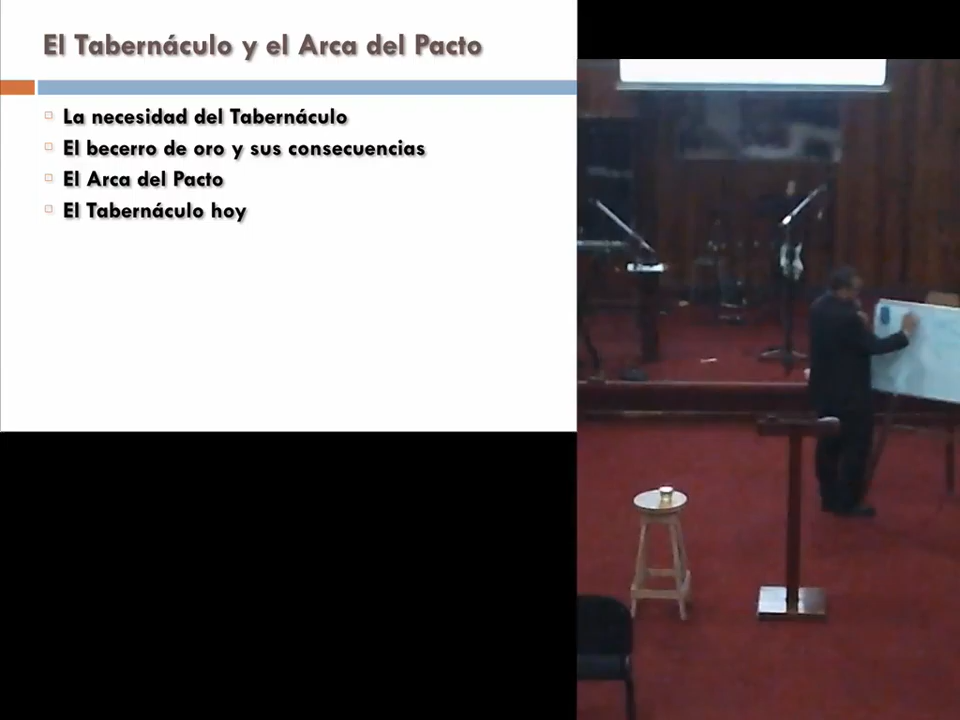 El Tabernáculo y el Arca del Pacto
La necesidad del Tabernáculo
El becerro de oro y sus consecuencias
El Arca del Pacto
El Tabernáculo hoy